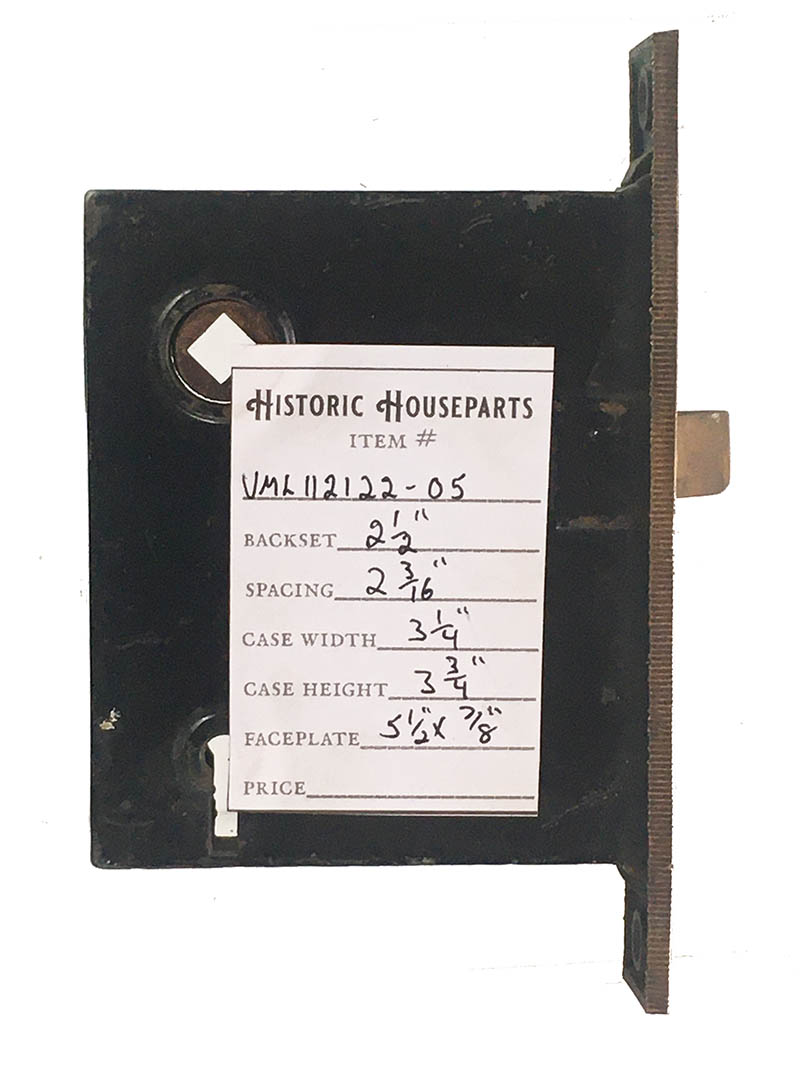 HISTORIC HOUSEPARTS
ITEM #
VML112122-05
BACKSET 2 1/2"
SPACING 2 3/16"
CASE WIDTH 3 1/4"
CASE HEIGHT 3 3/4"
FACEPLATE 5 1/2" X 7/8"
PRICE